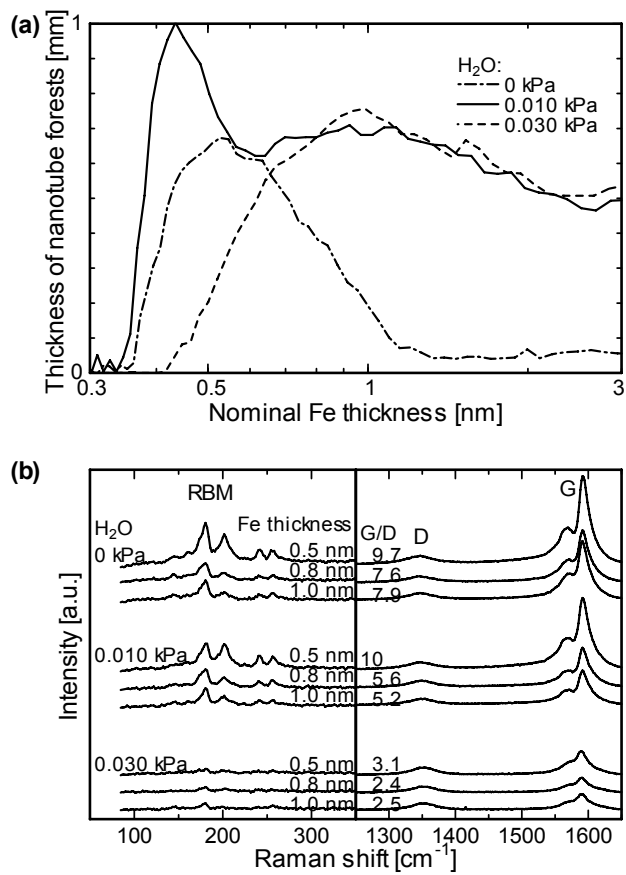 (a)
Thickness of nanotube forests [mm]
1
0
H₂O:
0 kPa
0.010 kPa
0.030 kPa
0.3 0.5 1 3
Nominal Fe thickness [nm]
(b)
Intensity [a.u.]
RBM
H₂O Fe thickness G/D D G
0 kPa 0.5 nm 9.7
0.8 nm 7.6
1.0 nm 7.9
0.010 kPa 0.5 nm 10
0.8 nm 5.6
1.0 nm 5.2
0.030 kPa 0.5 nm 3.1
0.8 nm 2.4
1.0 nm 2.5
100 200 300 1300 1400 1500 1600
Raman shift [cm⁻¹]